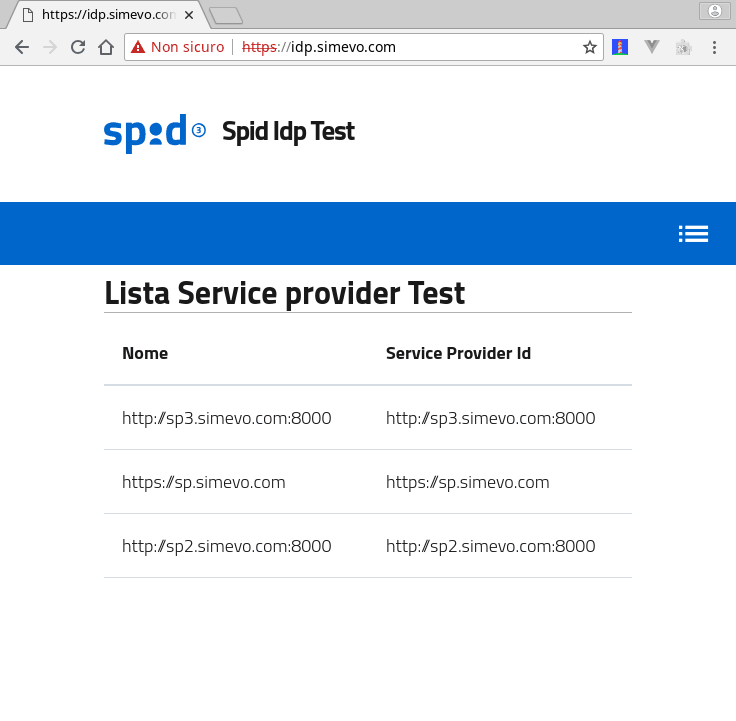 https://idp.simevo.con
Non sicuro https://idp.simevo.com
spid 3 Spid Idp Test
Lista Service provider Test
Nome Service Provider Id
http://sp3.simevo.com:8000 http://sp3.simevo.com:8000
https://sp.simevo.com https://sp.simevo.com
http://sp2.simevo.com:8000 http://sp2.simevo.com:8000